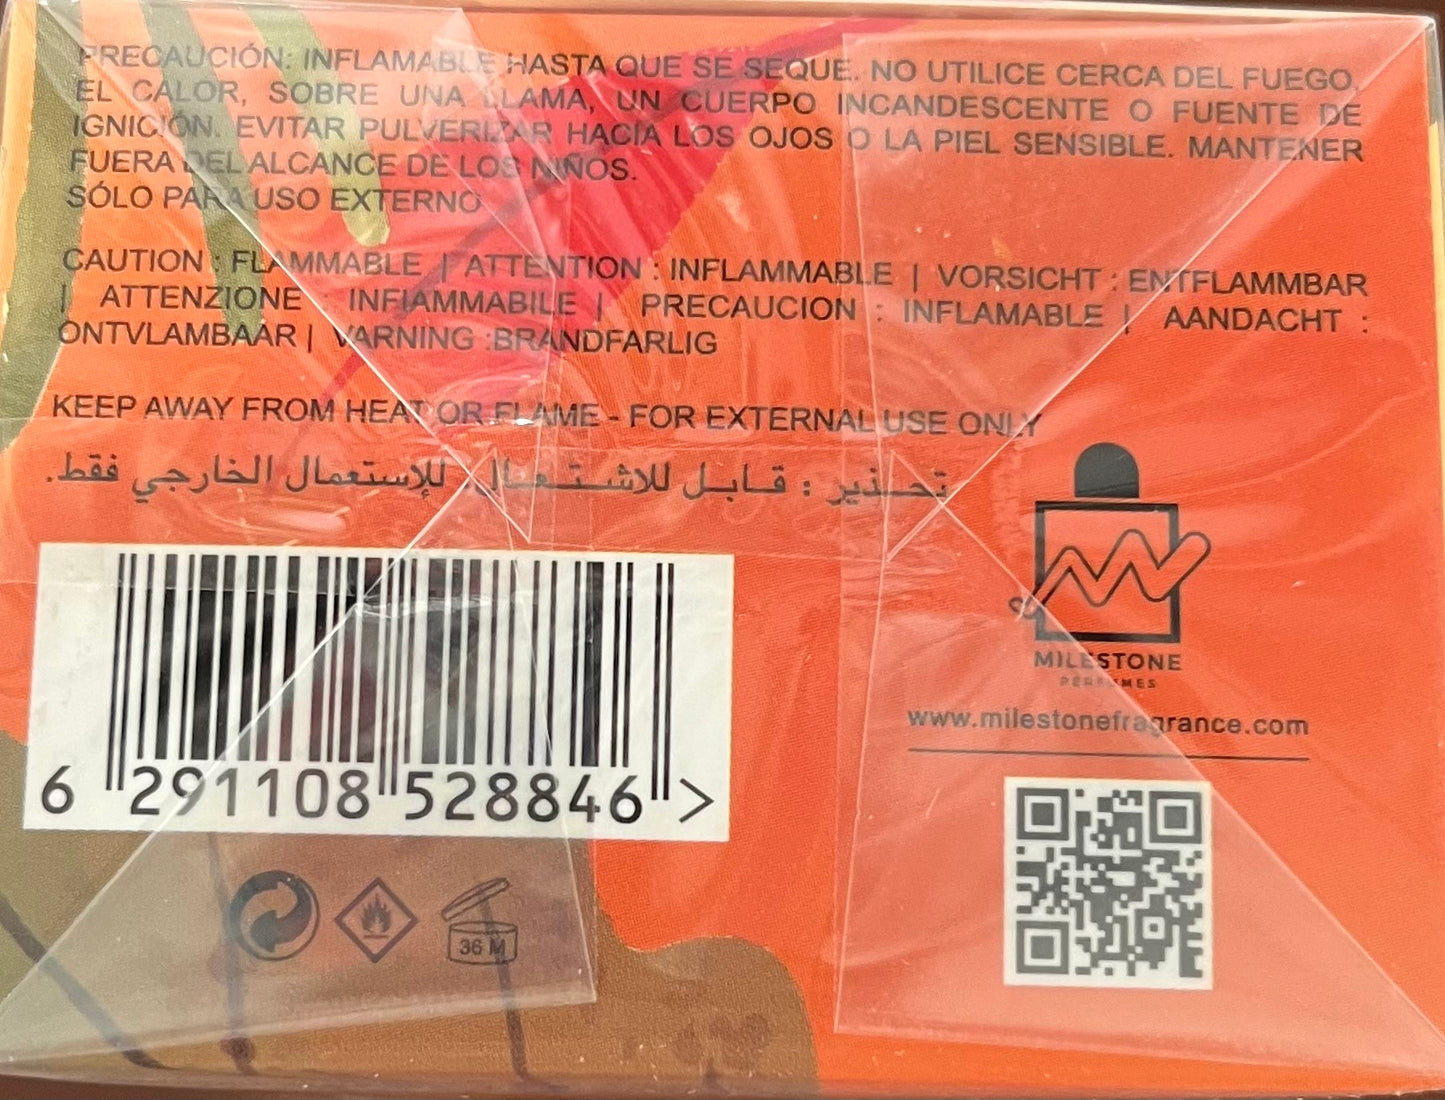 PRECAUCIÓN: INFLAMABLE HASTA QUE SE SEQUE. NO UTILICE CERCA DEL FUEGO,
EL CALOR, SOBRE UNA LLAMA, UN CUERPO INCANDESCENTE O FUENTE DE
IGNICIÓN. EVITAR PULVERIZAR HACIA LOS OJOS O LA PIEL SENSIBLE. MANTENER
FUERA DEL ALCANCE DE LOS NIÑOS.
SÓLO PARA USO EXTERNO
CAUTION : FLAMMABLE | ATTENTION : INFLAMMABLE | VORSICHT : ENTFLAMMBAR
| ATTENZIONE : INFIAMMABILE | PRECAUCION : INFLAMABLE | AANDACHT :
ONTVLAMBAAR | VARNING :BRANDFARLIG
KEEP AWAY FROM HEAT OR FLAME - FOR EXTERNAL USE ONLY
تحـــذير : قـابـل للاشـتـعـال للإستعمال الخارجي فقط.
MILESTONE
PERFUMES
www.milestonefragrance.com
6 291108 528846 >
36 M